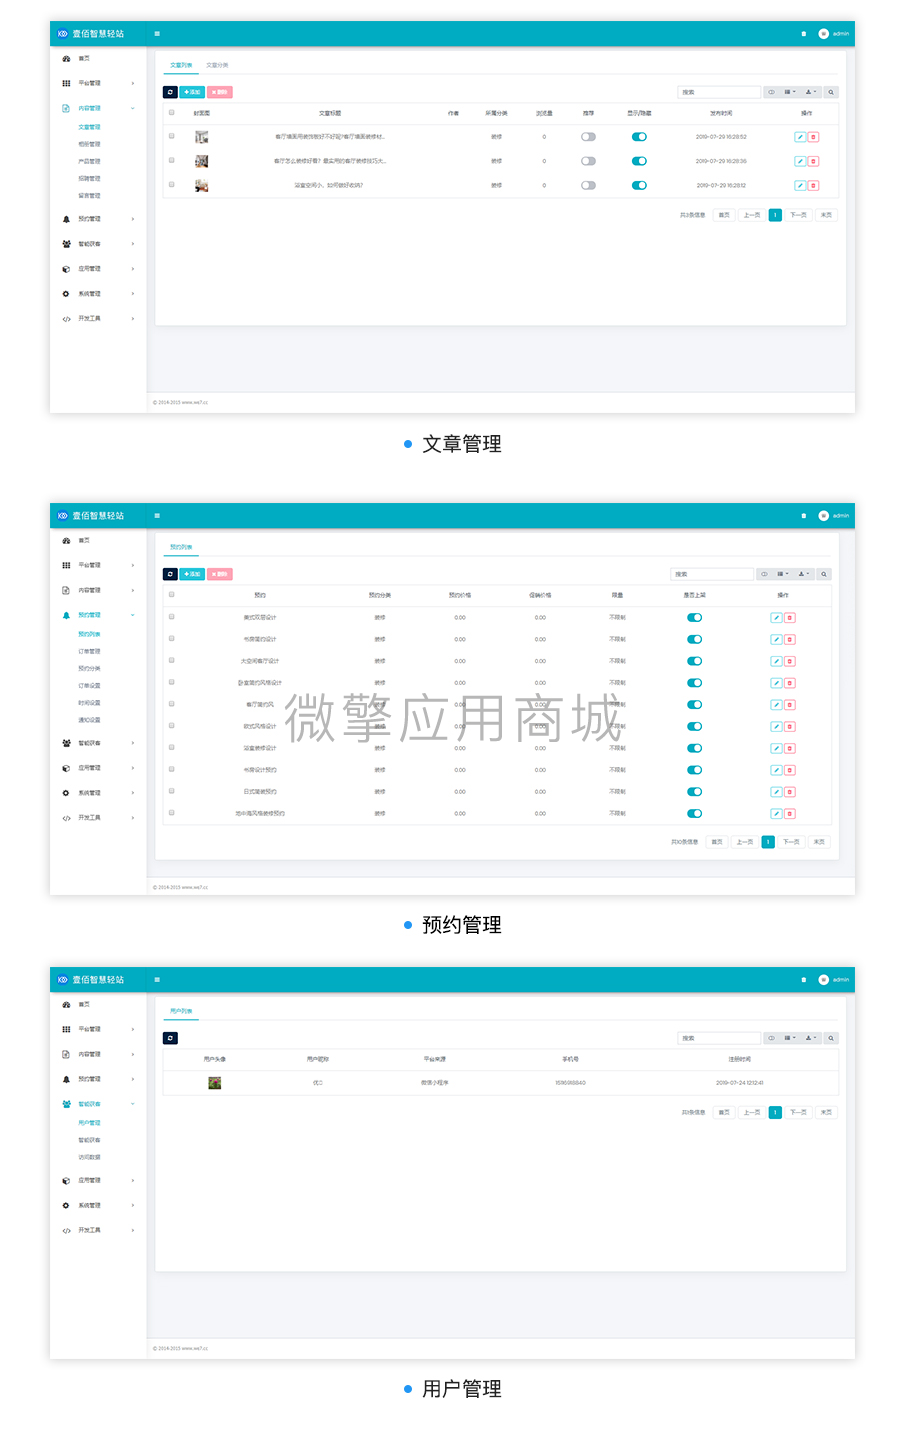 壹佰智慧轻站
admin
首页
平台管理
内容管理
文章管理
相册管理
产品管理
招聘管理
留言管理
预约管理
智能获客
应用管理
系统管理
开发工具
文章列表 文章分类
添加 删除
搜索
封面图 文章标题 作者 所属分类 浏览量 推荐 显示/隐藏 发布时间 操作
客厅墙面用装饰板好不好呢?客厅墙面装修材... 装修 0 2019-07-29 16:28:52
客厅怎么装修好看？最实用的客厅装修技巧大... 装修 0 2019-07-29 16:28:38
浴室空间小，如何做好收纳？ 装修 0 2019-07-29 16:28:12
共3条信息 首页 上一页 1 下一页 末页
© 2014-2015 www.we7.cc
文章管理
壹佰智慧轻站
admin
首页
平台管理
内容管理
预约管理
预约列表
订单管理
预约分类
订单设置
时间设置
通知设置
智能获客
应用管理
系统管理
开发工具
预约列表
添加 删除
搜索
预约 预约分类 预约价格 促销价格 限量 是否上架 操作
美式双层设计 装修 0.00 0.00 不限制
书房简约设计 装修 0.00 0.00 不限制
大空间客厅设计 装修 0.00 0.00 不限制
卧室简约风格设计 装修 0.00 0.00 不限制
客厅简约风 装修 0.00 0.00 不限制
欧式风格设计 装修 0.00 0.00 不限制
浴室装修设计 装修 0.00 0.00 不限制
书房设计预约 装修 0.00 0.00 不限制
日式简装预约 装修 0.00 0.00 不限制
地中海风格装修预约 装修 0.00 0.00 不限制
微擎应用商城
共10条信息 首页 上一页 1 下一页 末页
© 2014-2015 www.we7.cc
预约管理
壹佰智慧轻站
admin
首页
平台管理
内容管理
预约管理
智能获客
用户管理
智能获客
访问数据
应用管理
系统管理
开发工具
用户列表
搜索
用户头像 用户昵称 平台来源 手机号 注册时间
微信小程序 2019-07-24 12:12:41
共1条信息 首页 上一页 1 下一页 末页
© 2014-2015 www.we7.cc
用户管理